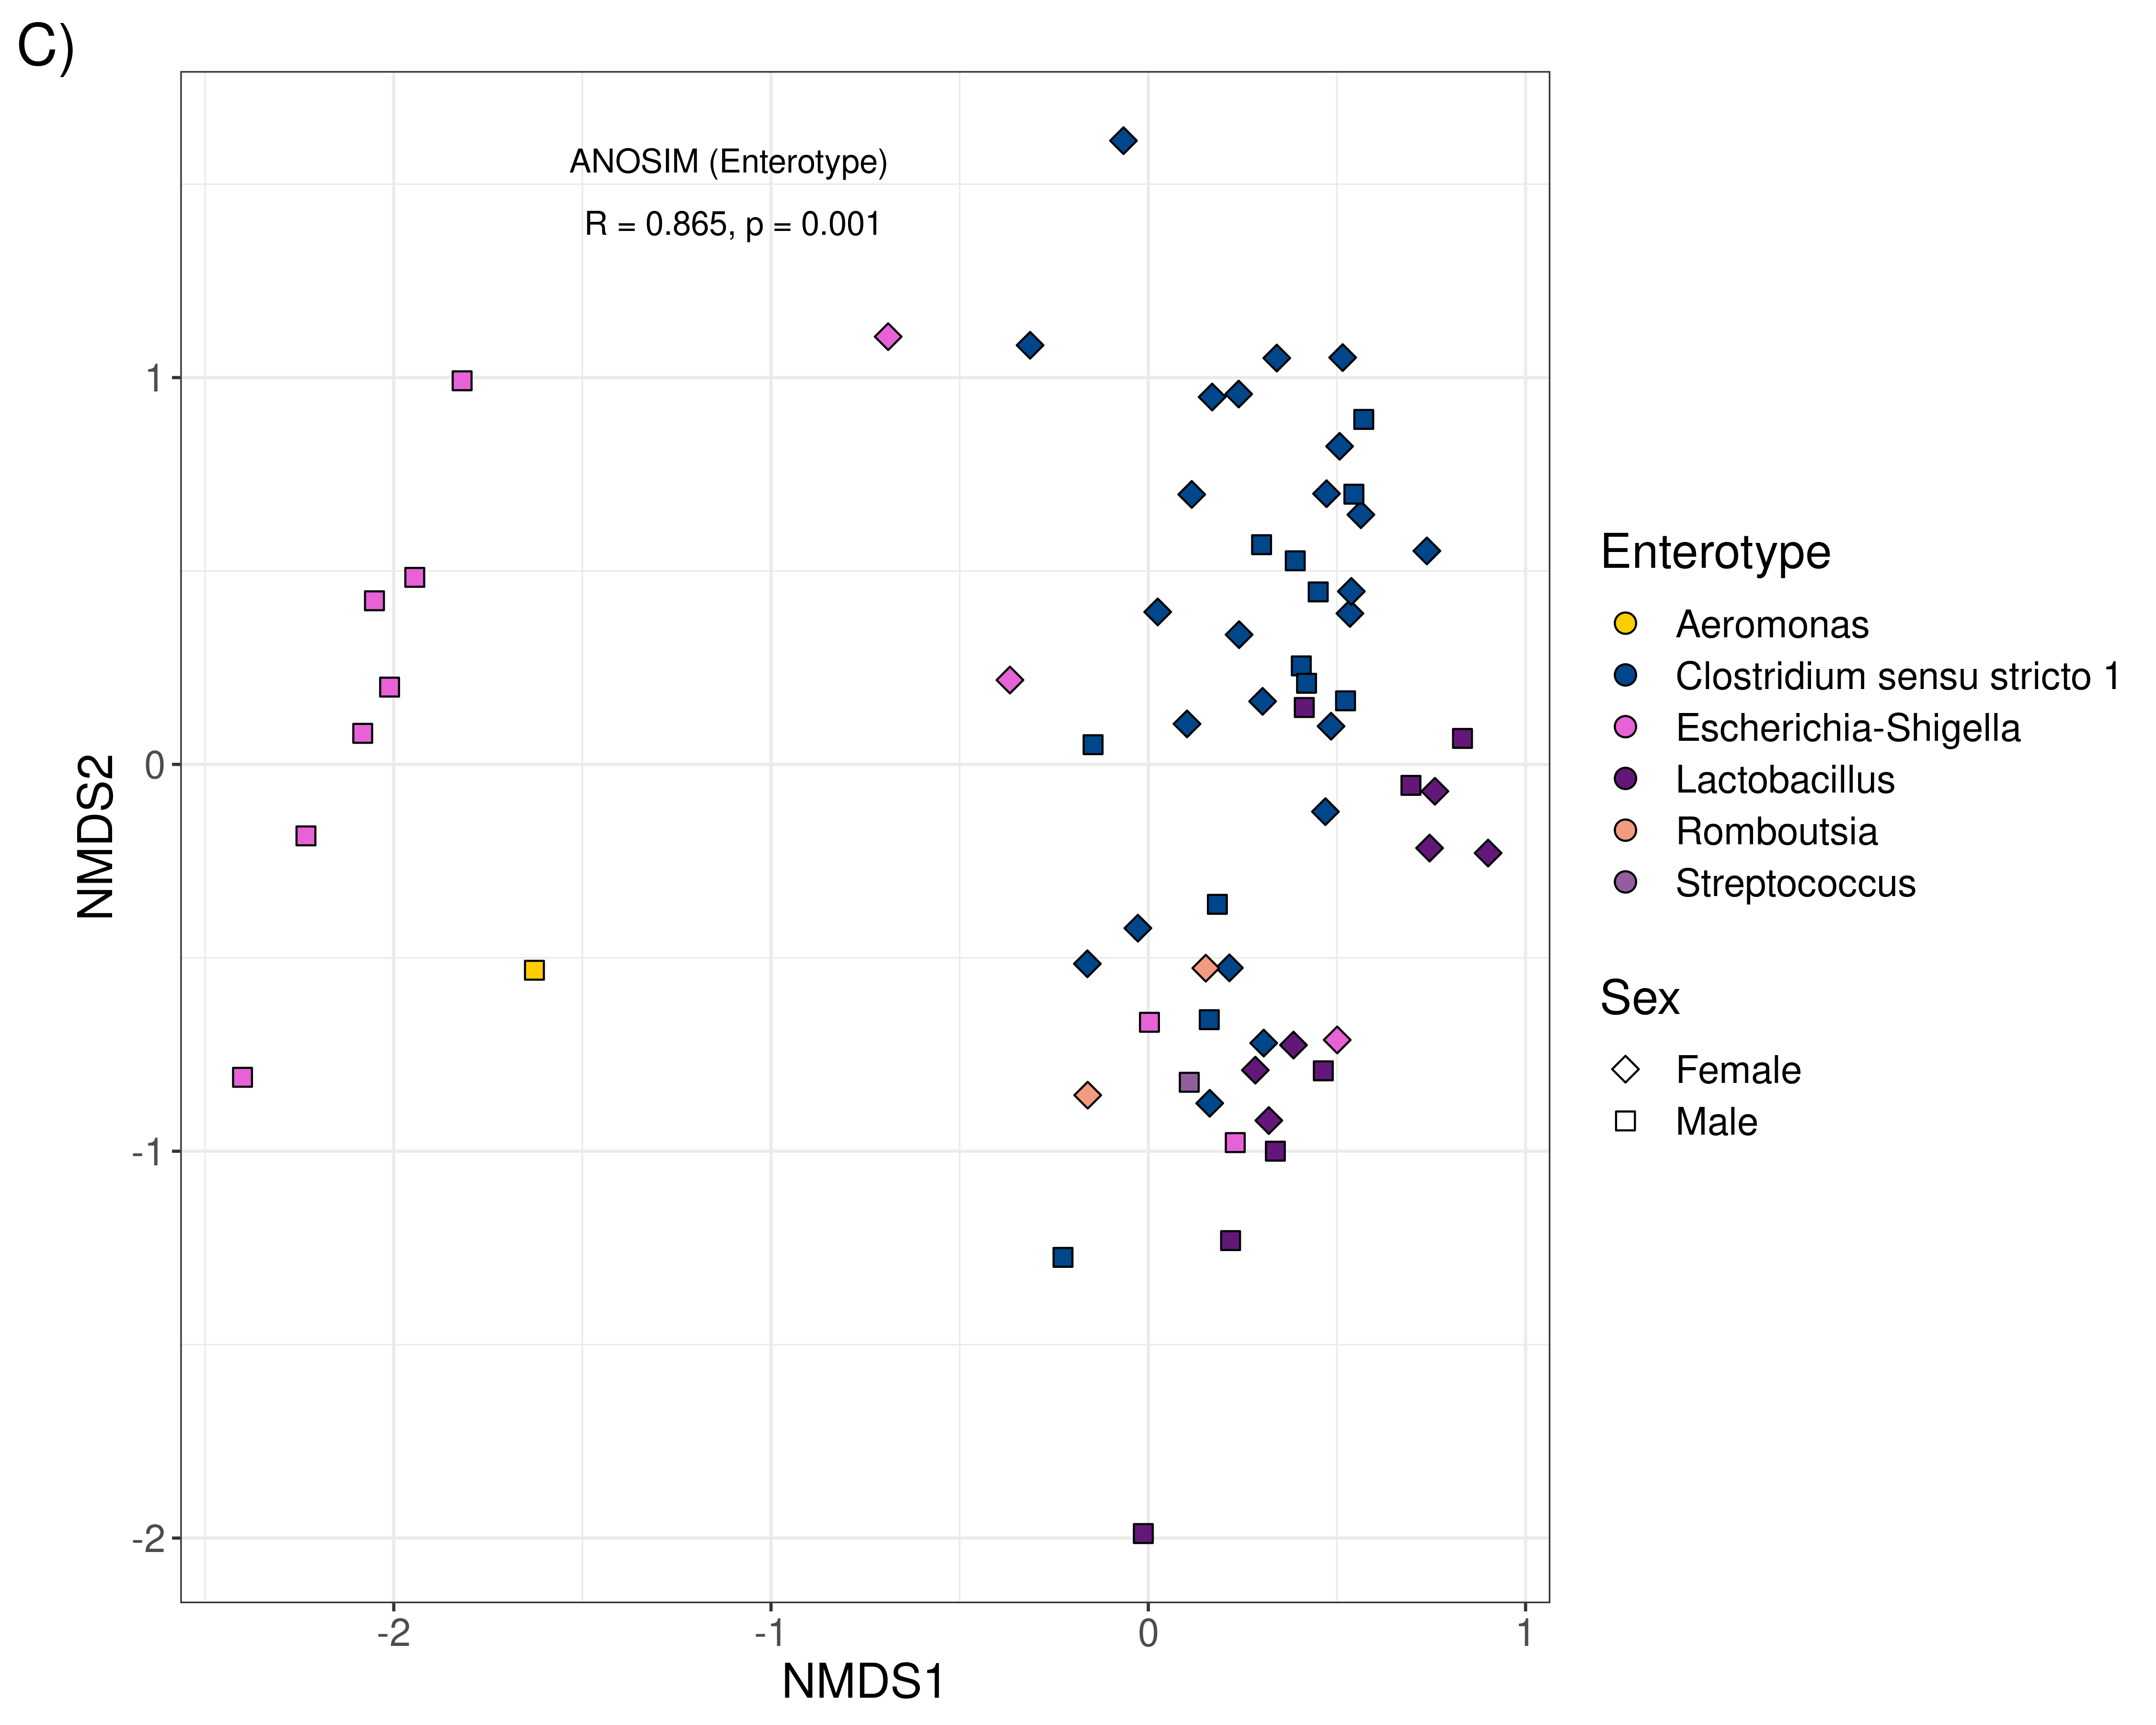 C)
ANOSIM (Enterotype)
R = 0.865, p = 0.001
1
0
-1
-2
NMDS2
-2
-1
0
1
NMDS1
Enterotype
Aeromonas
Clostridium sensu stricto 1
Escherichia-Shigella
Lactobacillus
Romboutsia
Streptococcus
Sex
Female
Male